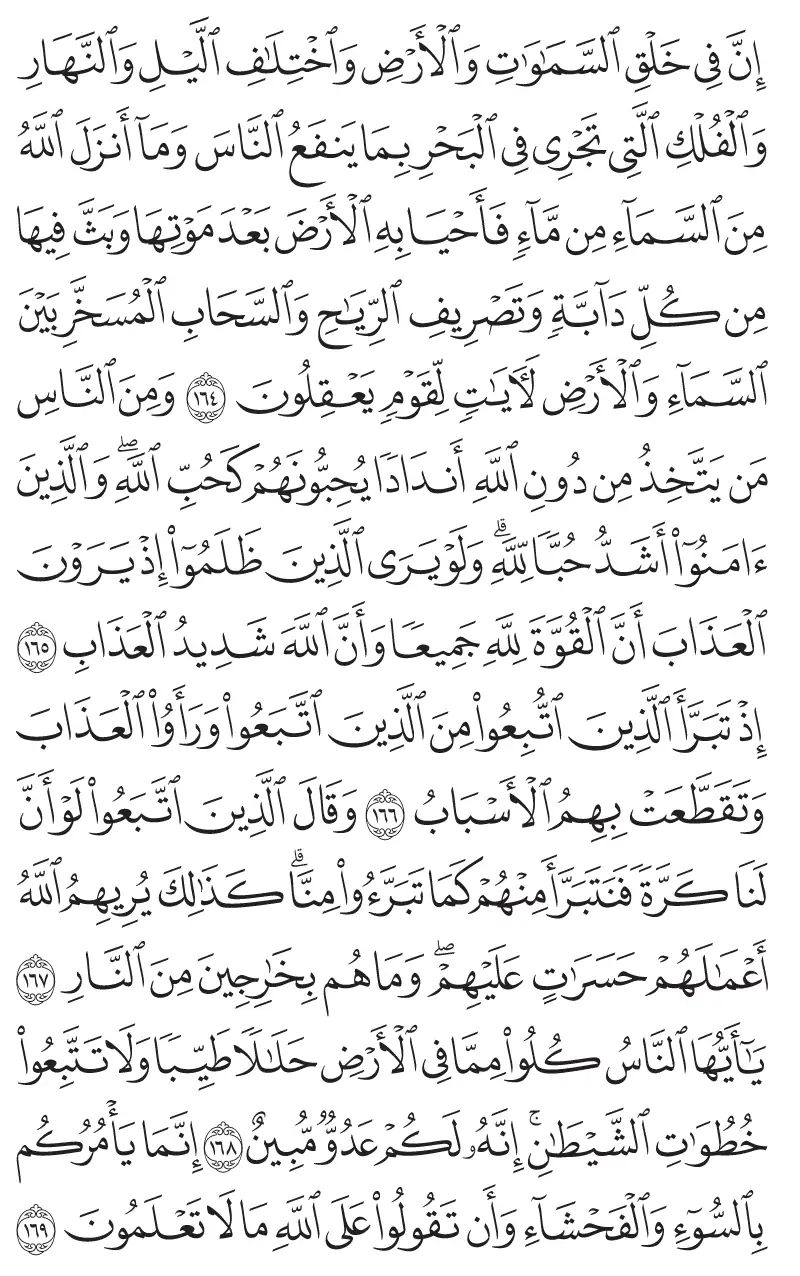 إِنَّ فِي خَلۡقِ ٱلسَّمَٰوَٰتِ وَٱلۡأَرۡضِ وَٱخۡتِلَٰفِ ٱلَّيۡلِ وَٱلنَّهَارِ
وَٱلۡفُلۡكِ ٱلَّتِي تَجۡرِي فِي ٱلۡبَحۡرِ بِمَا يَنفَعُ ٱلنَّاسَ وَمَآ أَنزَلَ ٱللَّهُ
مِنَ ٱلسَّمَآءِ مِن مَّآءٖ فَأَحۡيَا بِهِ ٱلۡأَرۡضَ بَعۡدَ مَوۡتِهَا وَبَثَّ فِيهَا
مِن كُلِّ دَآبَّةٖ وَتَصۡرِيفِ ٱلرِّيَٰحِ وَٱلسَّحَابِ ٱلۡمُسَخَّرِ بَيۡنَ
ٱلسَّمَآءِ وَٱلۡأَرۡضِ لَأٓيَٰتٖ لِّقَوۡمٖ يَعۡقِلُونَ ١٦٤ وَمِنَ ٱلنَّاسِ
مَن يَتَّخِذُ مِن دُونِ ٱللَّهِ أَندَادٗا يُحِبُّونَهُمۡ كَحُبِّ ٱللَّهِۖ وَٱلَّذِينَ
ءَامَنُوٓاْ أَشَدُّ حُبّٗا لِّلَّهِۗ وَلَوۡ يَرَى ٱلَّذِينَ ظَلَمُوٓاْ إِذۡ يَرَوۡنَ
ٱلۡعَذَابَ أَنَّ ٱلۡقُوَّةَ لِلَّهِ جَمِيعٗا وَأَنَّ ٱللَّهَ شَدِيدُ ٱلۡعَذَابِ ١٦٥
إِذۡ تَبَرَّأَ ٱلَّذِينَ ٱتُّبِعُواْ مِنَ ٱلَّذِينَ ٱتَّبَعُواْ وَرَأَوُاْ ٱلۡعَذَابَ
وَتَقَطَّعَتۡ بِهِمُ ٱلۡأَسۡبَابُ ١٦٦ وَقَالَ ٱلَّذِينَ ٱتَّبَعُواْ لَوۡ أَنَّ
لَنَا كَرَّةٗ فَنَتَبَرَّأَ مِنۡهُمۡ كَمَا تَبَرَّءُواْ مِنَّاۗ كَذَٰلِكَ يُرِيهِمُ ٱللَّهُ
أَعۡمَٰلَهُمۡ حَسَرَٰتٍ عَلَيۡهِمۡۖ وَمَا هُم بِخَٰرِجِينَ مِنَ ٱلنَّارِ ١٦٧
يَٰٓأَيُّهَا ٱلنَّاسُ كُلُواْ مِمَّا فِي ٱلۡأَرۡضِ حَلَٰلٗا طَيِّبٗا وَلَا تَتَّبِعُواْ
خُطُوَٰتِ ٱلشَّيۡطَٰنِۚ إِنَّهُۥ لَكُمۡ عَدُوّٞ مُّبِينٌ ١٦٨ إِنَّمَا يَأۡمُرُكُم
بِٱلسُّوٓءِ وَٱلۡفَحۡشَآءِ وَأَن تَقُولُواْ عَلَى ٱللَّهِ مَا لَا تَعۡلَمُونَ ١٦٩